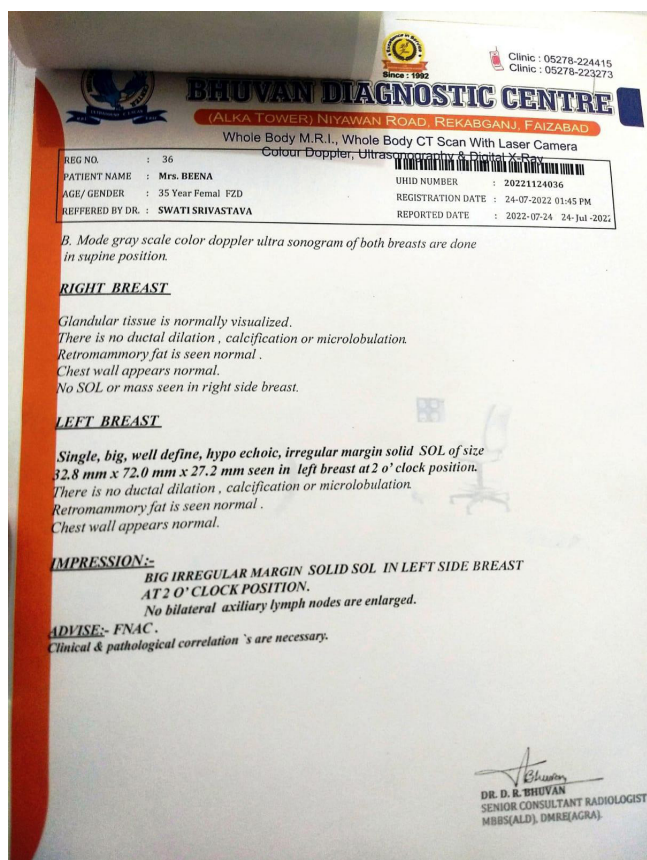 Excellence in Service
Since : 1992
Clinic : 05278-224415
Clinic : 05278-223273
BHUVAN DIAGNOSTIC CENTRE
(ALKA TOWER) NIYAWAN ROAD, REKABGANJ, FAIZABAD
Whole Body M.R.I., Whole Body CT Scan With Laser Camera
Colour Doppler, Ultrasonography & Digital X-Ray
REG NO. : 36
PATIENT NAME : Mrs. BEENA
AGE/ GENDER : 35 Year Femal FZD
REFFERED BY DR. : SWATI SRIVASTAVA
UHID NUMBER : 20221124036
REGISTRATION DATE : 24-07-2022 01:45 PM
REPORTED DATE : 2022-07-24 24-Jul-2022
B. Mode gray scale color doppler ultra sonogram of both breasts are done
in supine position.
RIGHT BREAST
Glandular tissue is normally visualized.
There is no ductal dilation , calcification or microlobulation.
Retromammory fat is seen normal .
Chest wall appears normal.
No SOL or mass seen in right side breast.
LEFT BREAST
Single, big, well define, hypo echoic, irregular margin solid SOL of size
32.8 mm x 72.0 mm x 27.2 mm seen in left breast at 2 o' clock position.
There is no ductal dilation , calcification or microlobulation.
Retromammory fat is seen normal .
Chest wall appears normal.
IMPRESSION:-
BIG IRREGULAR MARGIN SOLID SOL IN LEFT SIDE BREAST
AT 2 O' CLOCK POSITION.
No bilateral axiliary lymph nodes are enlarged.
ADVISE:- FNAC .
Clinical & pathological correlation `s are necessary.
Bhuvan
DR. D. R. BHUVAN
SENIOR CONSULTANT RADIOLOGIST
MBBS(ALD), DMRE(AGRA).